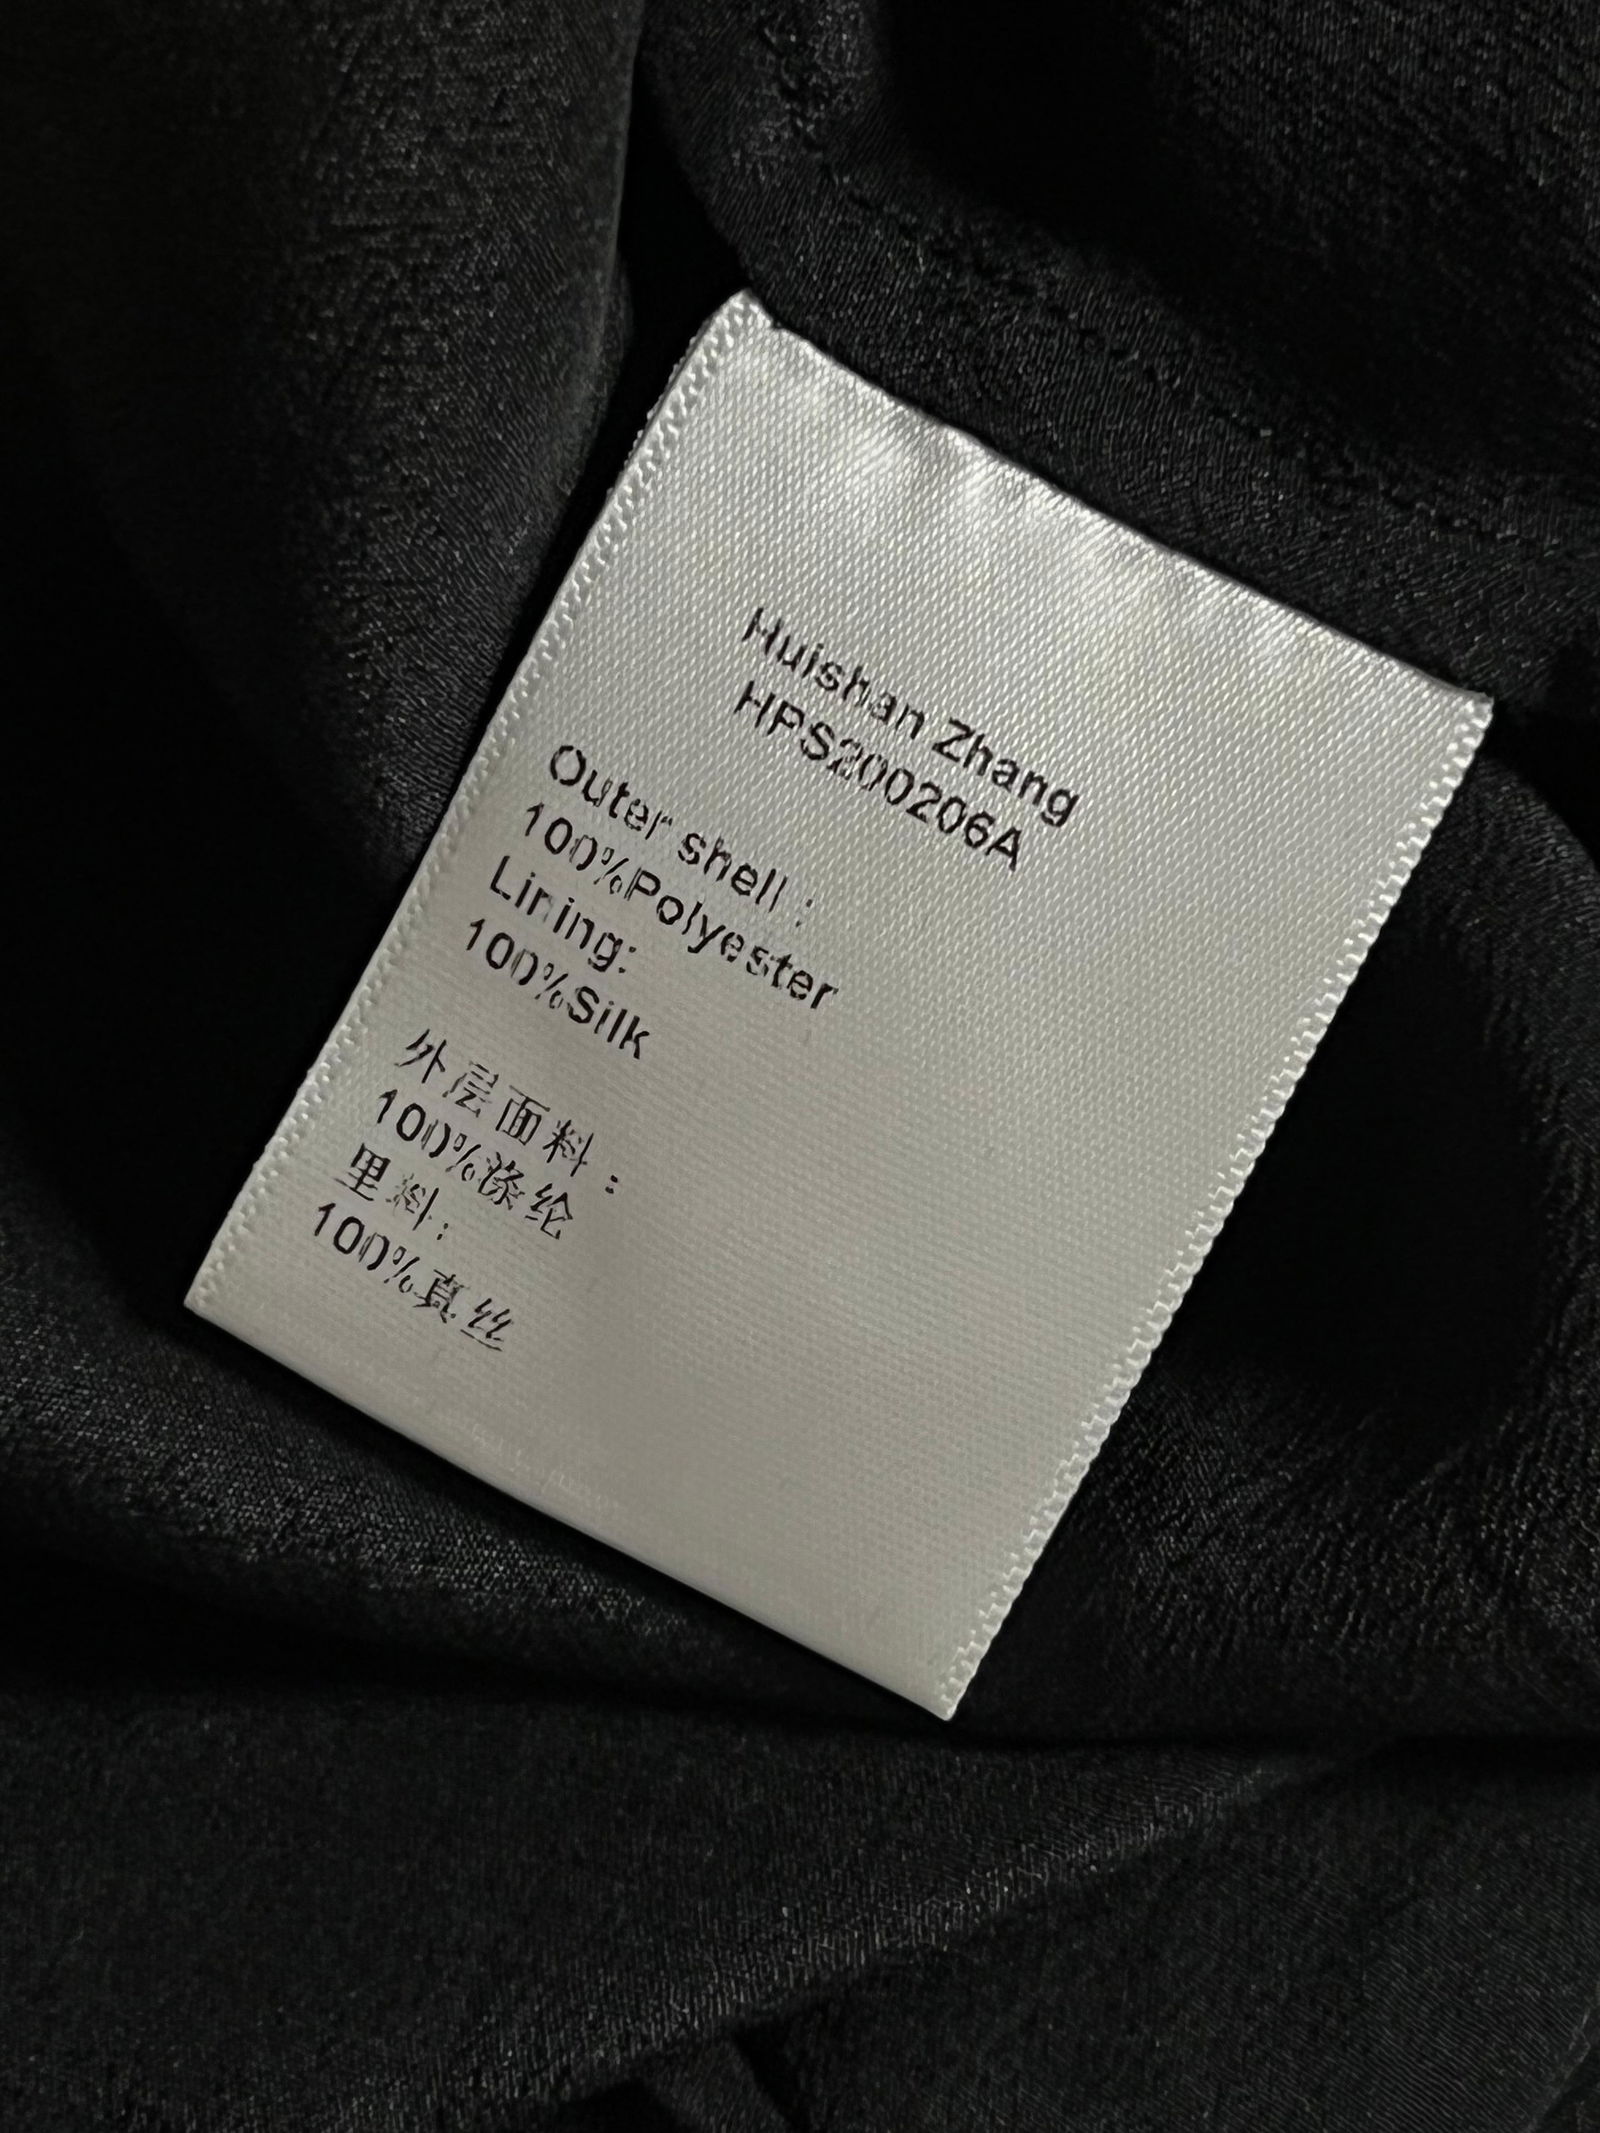 Huishan Zhang
HPS200206A
Outer shell :
100%Polyester
Lining:
100%Silk
外层面料：
100%涤纶
里料：
100%真丝